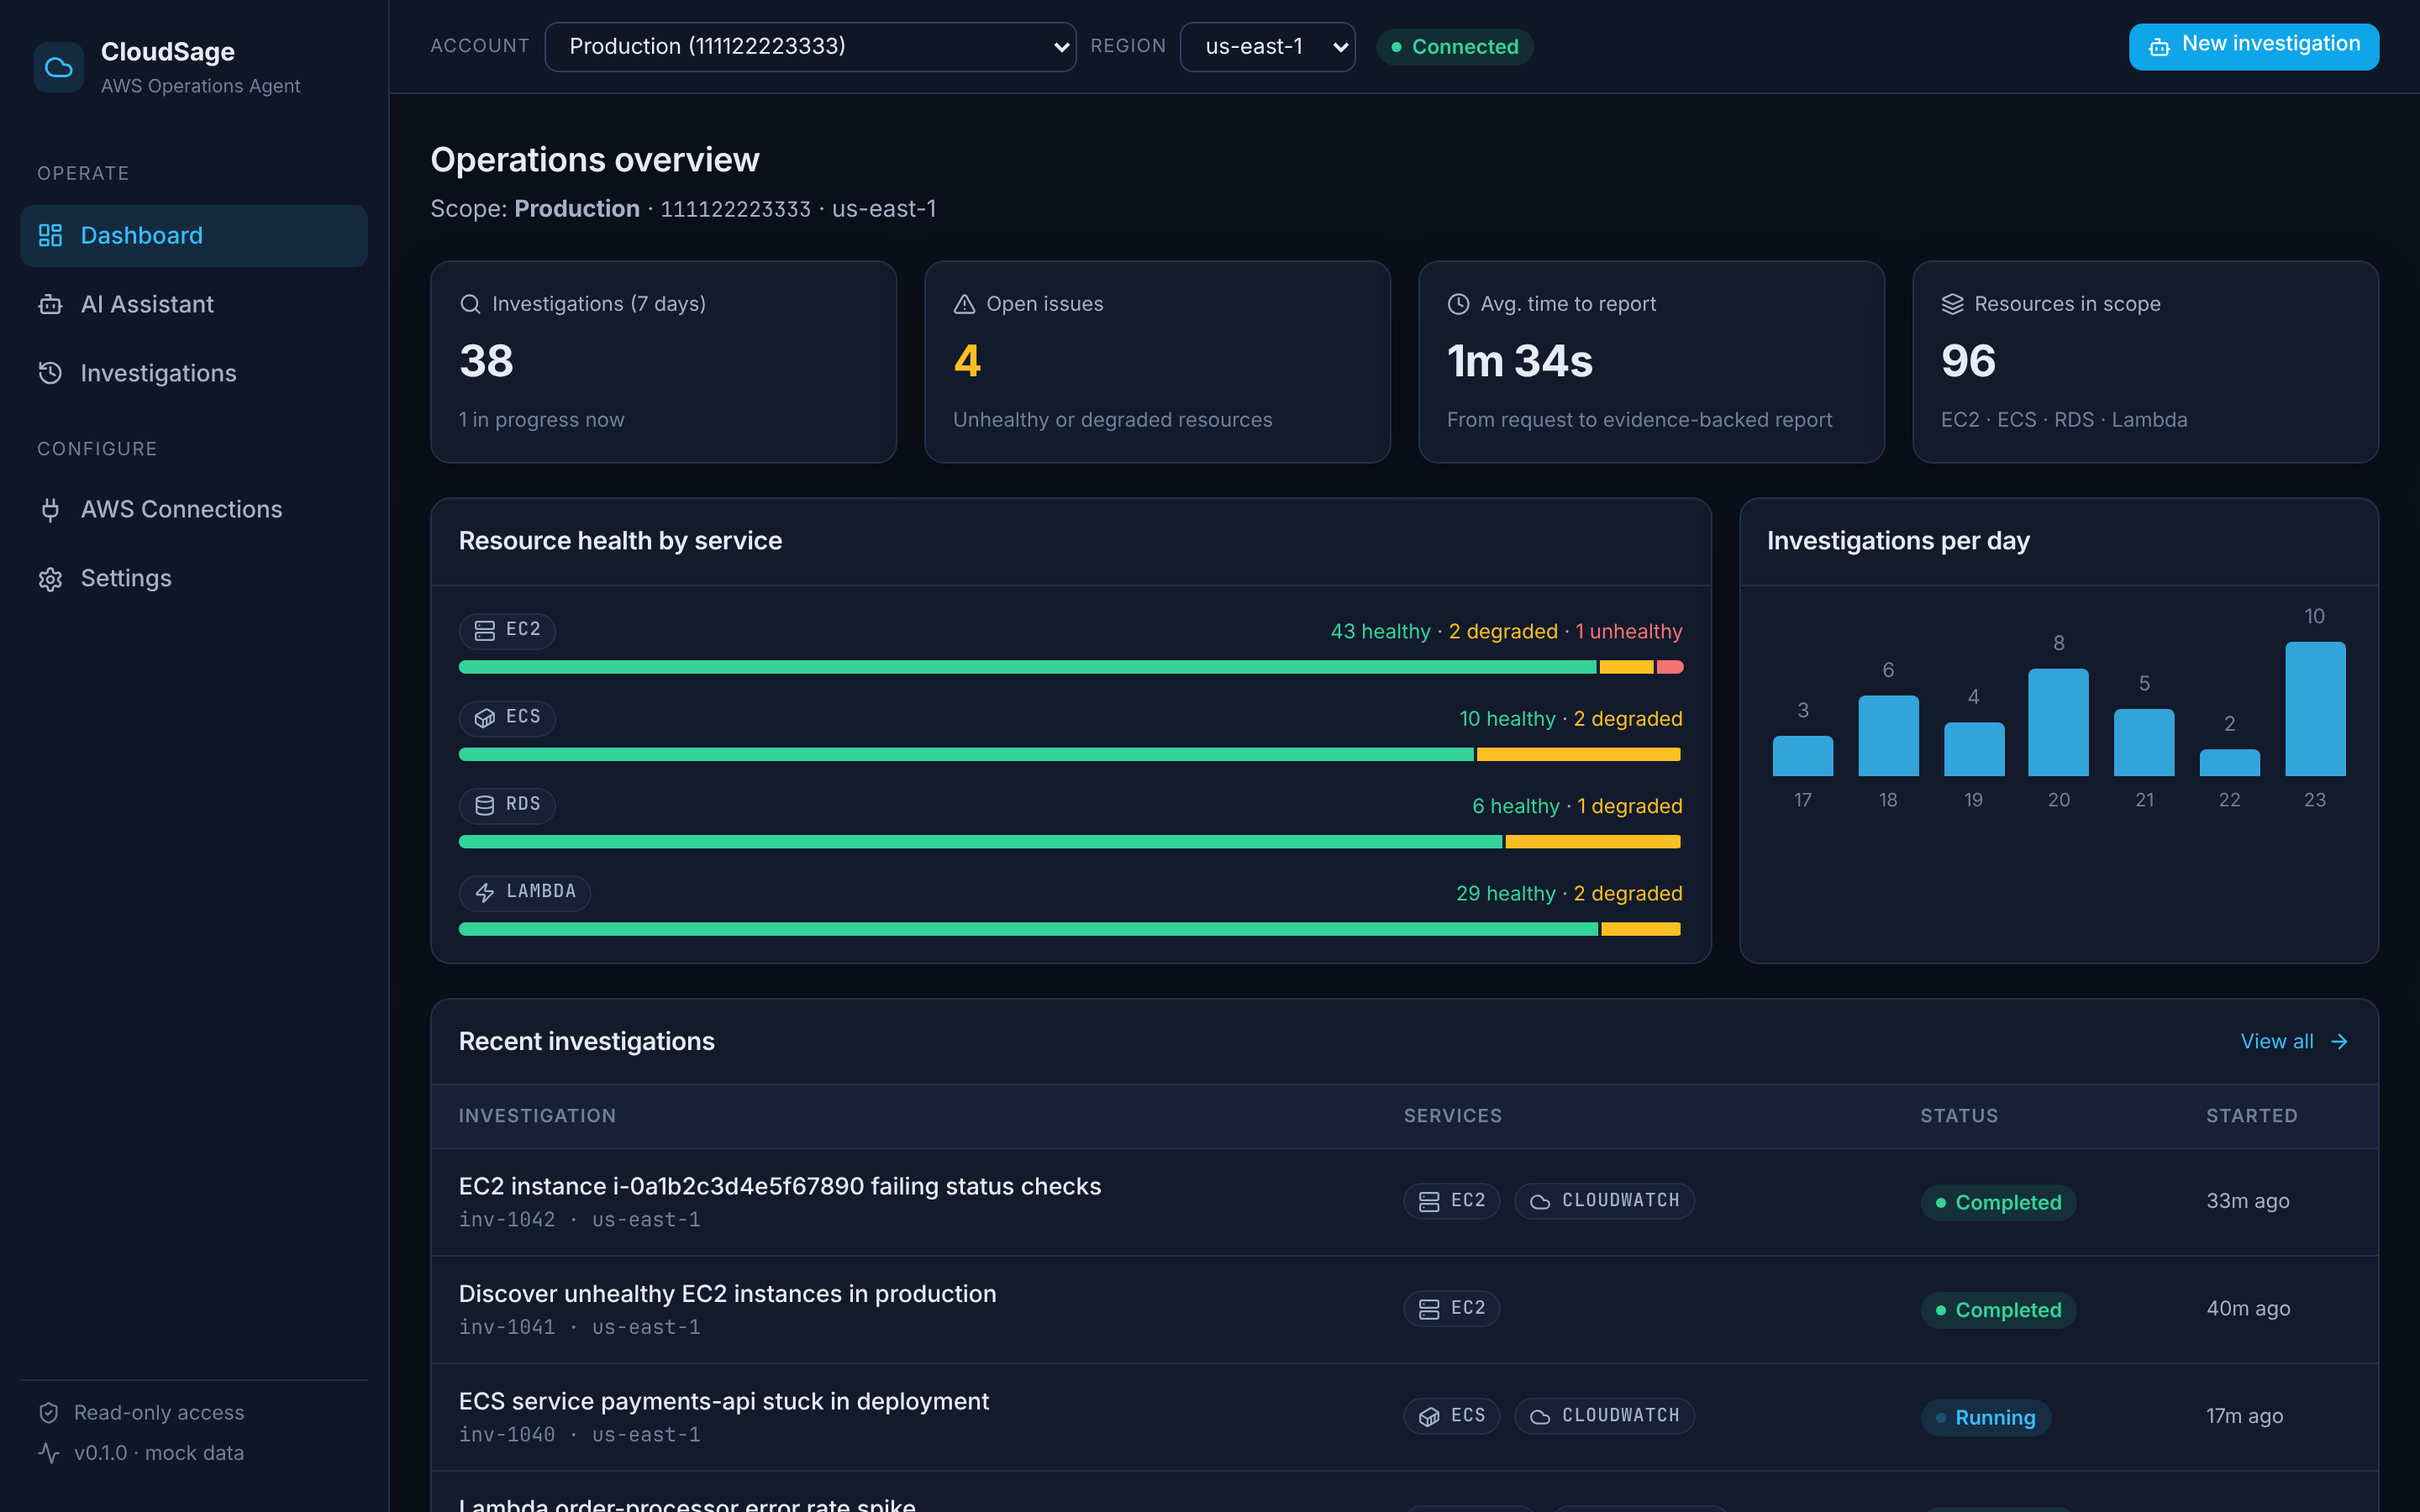 CloudSage
AWS Operations Agent
OPERATE
Dashboard
AI Assistant
Investigations
CONFIGURE
AWS Connections
Settings
Read-only access
v0.1.0 · mock data
ACCOUNT Production (111122223333) REGION us-east-1 Connected New investigation
Operations overview
Scope: Production · 111122223333 · us-east-1
Investigations (7 days)
38
1 in progress now
Open issues
4
Unhealthy or degraded resources
Avg. time to report
1m 34s
From request to evidence-backed report
Resources in scope
96
EC2 · ECS · RDS · Lambda
Resource health by service
EC2 43 healthy · 2 degraded · 1 unhealthy
ECS 10 healthy · 2 degraded
RDS 6 healthy · 1 degraded
LAMBDA 29 healthy · 2 degraded
Investigations per day
3 6 4 8 5 2 10
17 18 19 20 21 22 23
Recent investigations View all
INVESTIGATION SERVICES STATUS STARTED
EC2 instance i-0a1b2c3d4e5f67890 failing status checks
inv-1042 · us-east-1
EC2 CLOUDWATCH Completed 33m ago
Discover unhealthy EC2 instances in production
inv-1041 · us-east-1
EC2 Completed 40m ago
ECS service payments-api stuck in deployment
inv-1040 · us-east-1
ECS CLOUDWATCH Running 17m ago
Lambda order-processor error rate spike